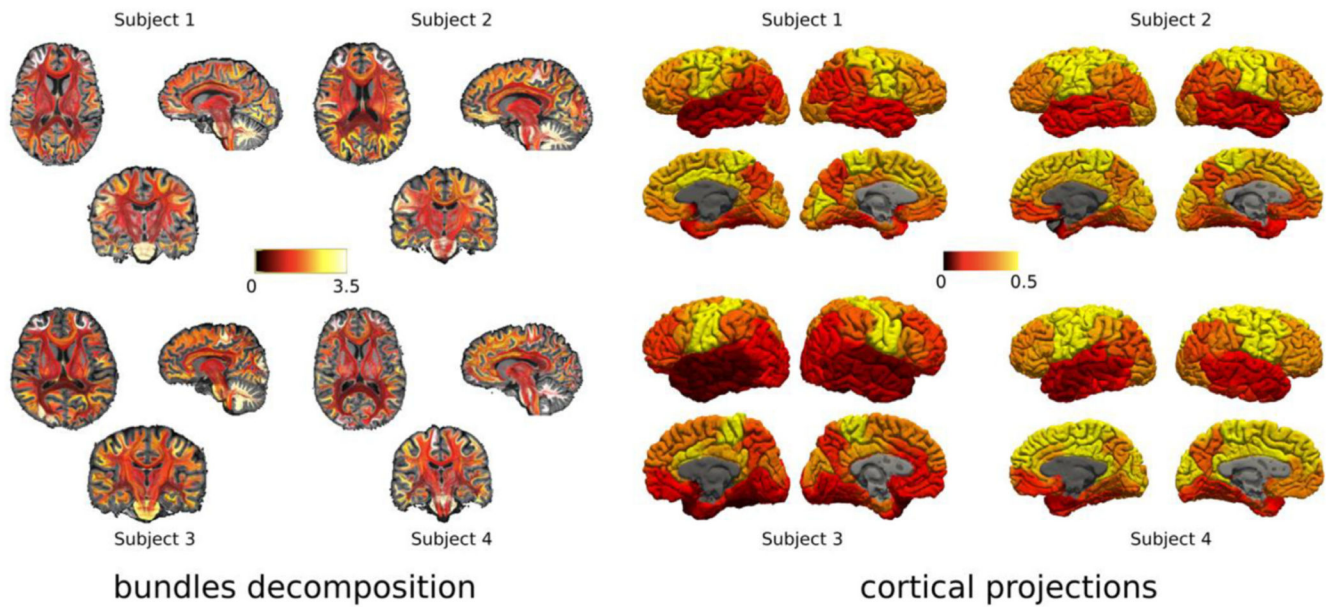 Subject 1
Subject 2
Subject 1
Subject 2
0
3.5
0
0.5
Subject 3
Subject 4
Subject 3
Subject 4
bundles decomposition
cortical projections